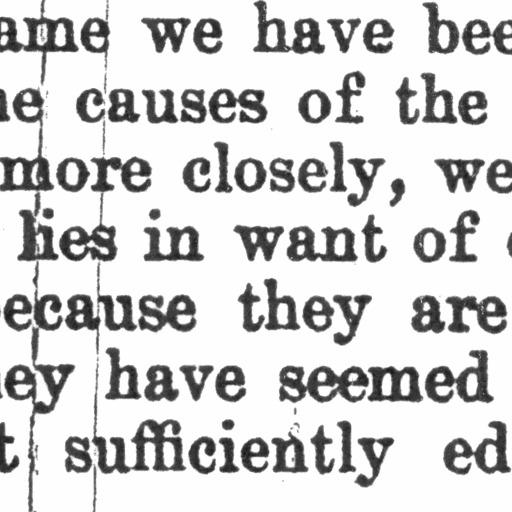 ame we have bee
he causes of the
more closely, we
lies in want of
ecause they are
ey have seemed
t sufficiently ed